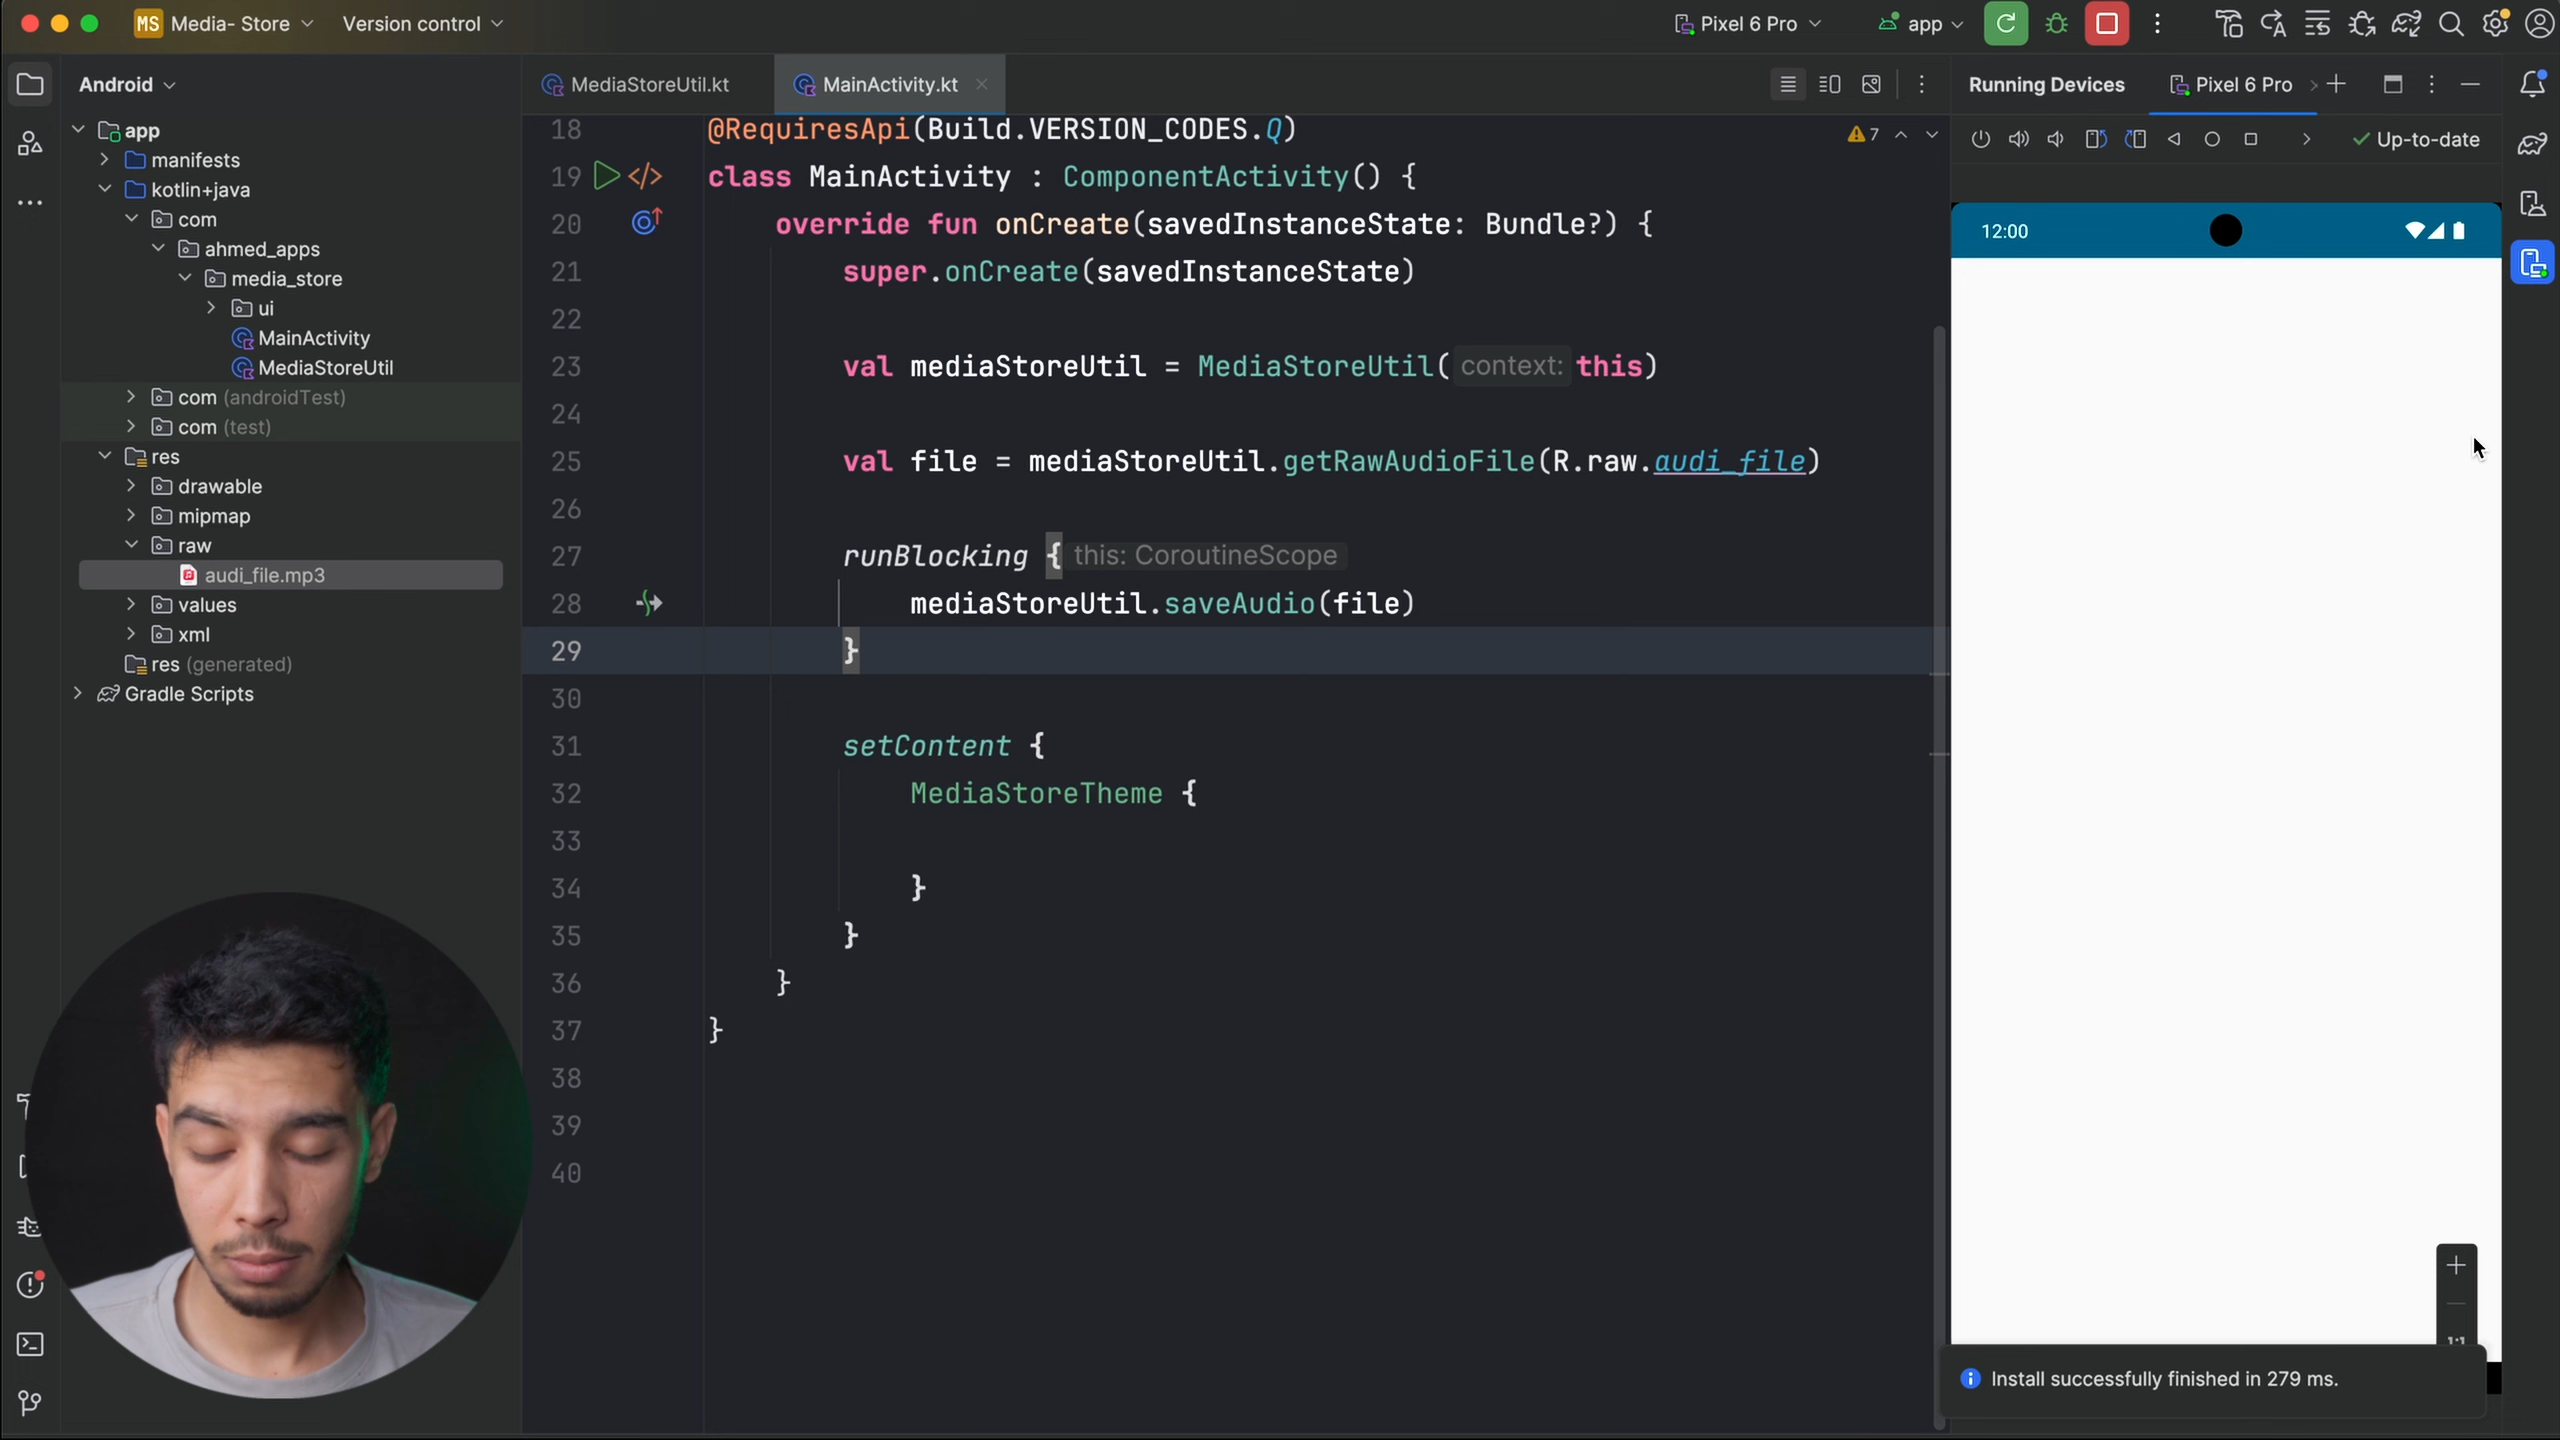 MS Media- Store Version control Pixel 6 Pro app
Android
app
manifests
kotlin+java
com
ahmed_apps
media_store
ui
MainActivity
MediaStoreUtil
com (androidTest)
com (test)
res
drawable
mipmap
raw
audi_file.mp3
values
xml
res (generated)
Gradle Scripts
MediaStoreUtil.kt MainActivity.kt
7
18 @RequiresApi(Build.VERSION_CODES.Q)
19 class MainActivity : ComponentActivity() {
20 override fun onCreate(savedInstanceState: Bundle?) {
21 super.onCreate(savedInstanceState)
22
23 val mediaStoreUtil = MediaStoreUtil( context: this)
24
25 val file = mediaStoreUtil.getRawAudioFile(R.raw.audi_file)
26
27 runBlocking { this: CoroutineScope
28 mediaStoreUtil.saveAudio(file)
29 }
30
31 setContent {
32 MediaStoreTheme {
33
34 }
35 }
36 }
37 }
38
39
40
Running Devices Pixel 6 Pro
Up-to-date
12:00
Install successfully finished in 279 ms.